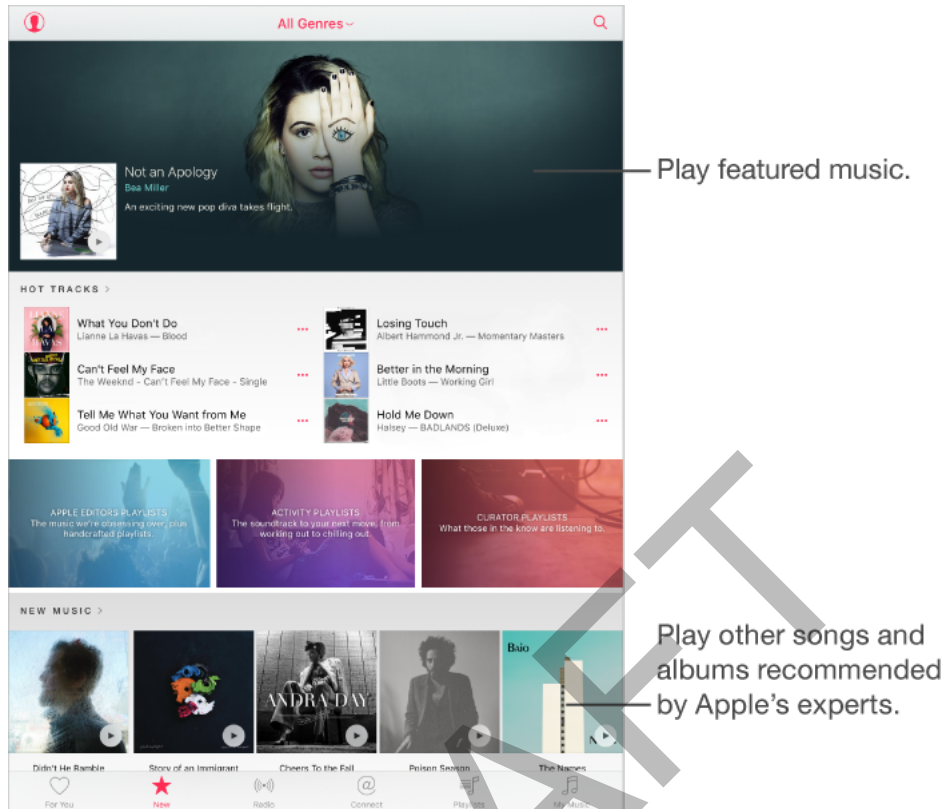 All Genres
Not an Apology
Bea Miller
An exciting new pop diva takes flight.
Play featured music.
HOT TRACKS >
What You Don't Do
Lianne La Havas — Blood
Losing Touch
Albert Hammond Jr. — Momentary Masters
Can't Feel My Face
The Weeknd - Can't Feel My Face - Single
Better in the Morning
Little Boots — Working Girl
Tell Me What You Want from Me
Good Old War — Broken into Better Shape
Hold Me Down
Halsey — BADLANDS (Deluxe)
APPLE EDITORS PLAYLISTS
The music we're obsessing over, plus
handcrafted playlists.
ACTIVITY PLAYLISTS
The soundtrack to your next move, from
working out to chilling out.
CURATOR PLAYLISTS
What those in the know are listening to.
NEW MUSIC >
ANDRA DAY
Baio
Play other songs and
albums recommended
by Apple's experts.
Didn't He Ramble
Story of an Immigrant
Cheers To the Fall
Poison Season
The Names
For You
New
Radio
Connect
Playlists
My Music